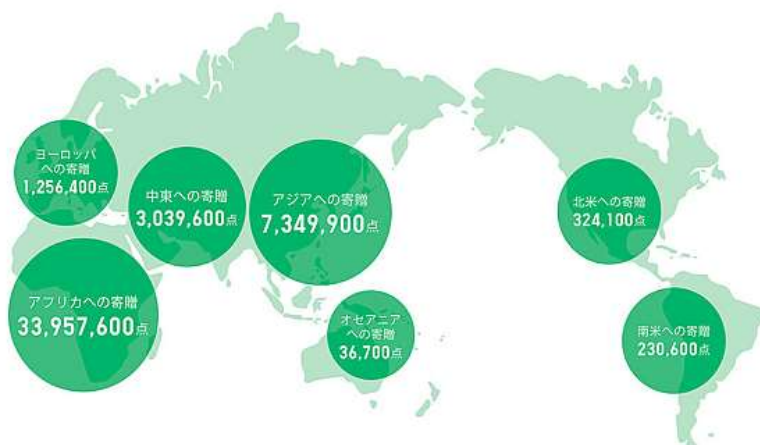 ヨーロッパ
への寄贈
1,256,400点
中東への寄贈
3,039,600点
アジアへの寄贈
7,349,900点
北米への寄贈
324,100点
アフリカへの寄贈
33,957,600点
オセアニア
への寄贈
36,700点
南米への寄贈
230,600点